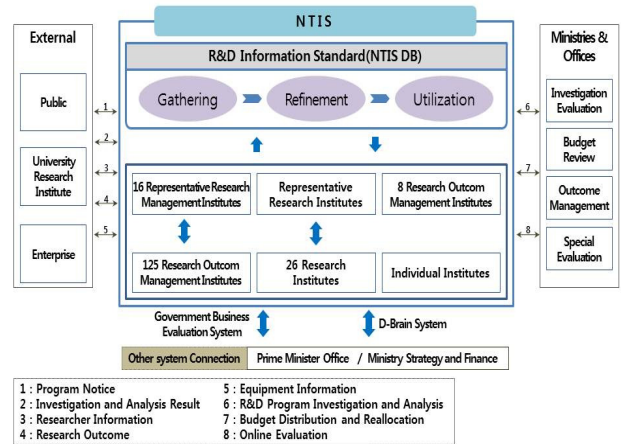 NTIS
External
Public
University
Research
Institute
Enterprise
1
2
3
4
5
R&D Information Standard(NTIS DB)
Gathering
Refinement
Utilization
16 Representative Research
Management Institutes
Representative
Research Institutes
8 Research Outcom
Management Institutes
125 Research Outcom
Management Institutes
26 Research
Institutes
Individual Institutes
6
7
8
Ministries &
Offices
Investigation
Evaluation
Budget
Review
Outcome
Management
Special
Evaluation
Government Business
Evaluation System
D-Brain System
Other system Connection
Prime Minister Office / Ministry Strategy and Finance
1 : Program Notice
2 : Investigation and Analysis Result
3 : Researcher Information
4 : Research Outcome
5 : Equipment Information
6 : R&D Program Investigation and Analysis
7 : Budget Distribution and Reallocation
8 : Online Evaluation